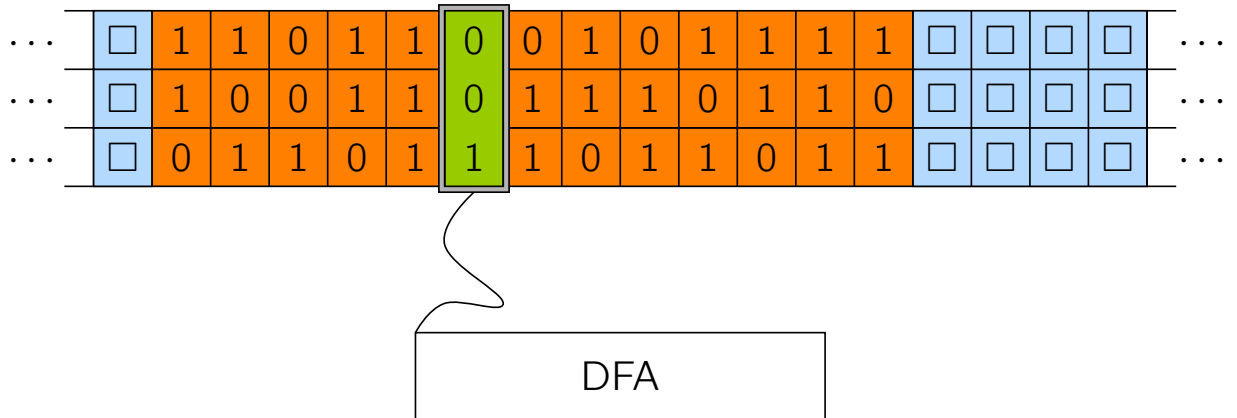 ··· □ 1 1 0 1 1 0 0 1 0 1 1 1 1 □ □ □ □ ···
··· □ 1 0 0 1 1 0 1 1 1 0 1 1 0 □ □ □ □ ···
··· □ 0 1 1 0 1 1 1 0 1 1 0 1 1 □ □ □ □ ···
DFA